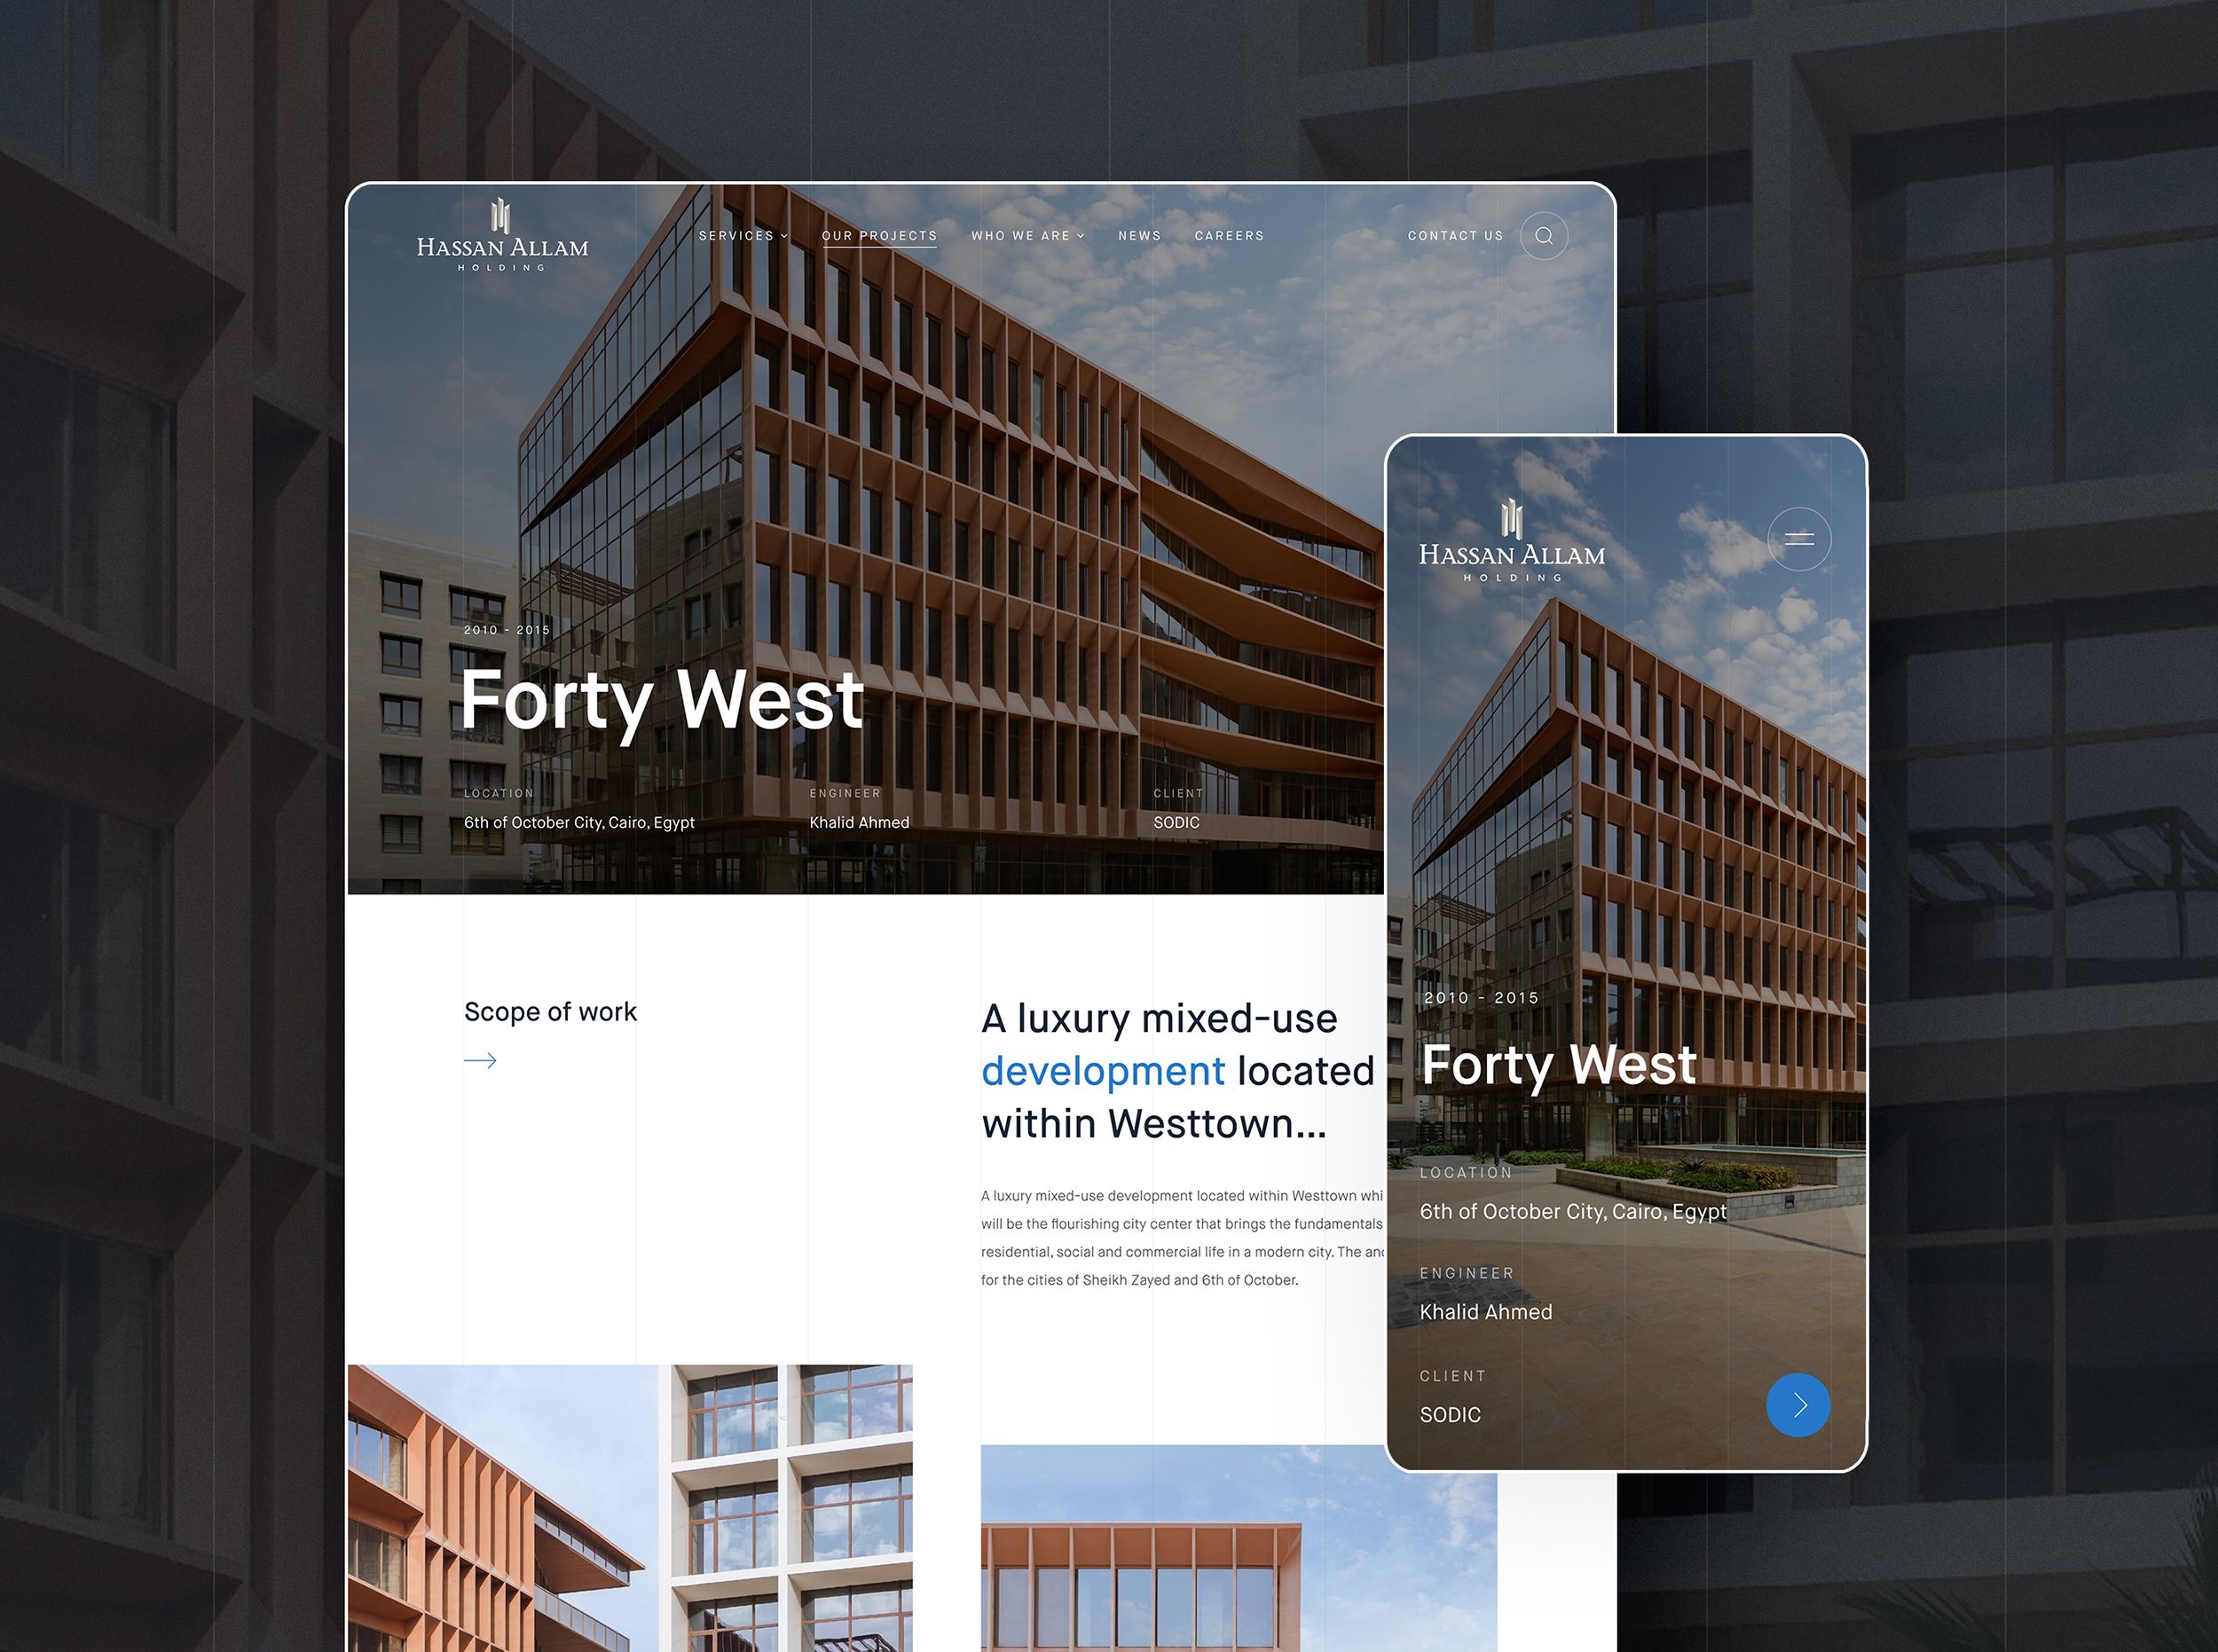 HASSAN ALLAM
HOLDING
SERVICES
OUR PROJECTS
WHO WE ARE
NEWS
CAREERS
CONTACT US
2010 - 2015
Forty West
LOCATION
6th of October City, Cairo, Egypt
ENGINEER
Khalid Ahmed
CLIENT
SODIC
Scope of work
A luxury mixed-use
development located
within Westtown...
A luxury mixed-use development located within Westtown whi
will be the flourishing city center that brings the fundamentals
residential, social and commercial life in a modern city. The
for the cities of Sheikh Zayed and 6th of October.
HASSAN ALLAM
HOLDING
2010 - 2015
Forty West
LOCATION
6th of October City, Cairo, Egypt
ENGINEER
Khalid Ahmed
CLIENT
SODIC